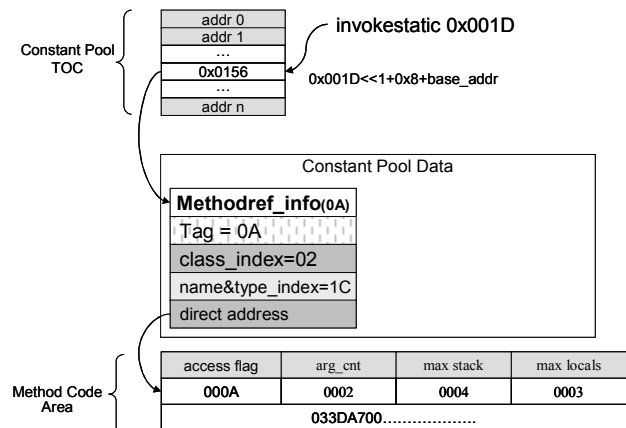 addr 0
invokestatic 0x001D
addr 1
Constant Pool
TOC
...
0x0156
0x001D<<1+0x8+base_addr
...
addr n
Constant Pool Data
Methodref_info(0A)
Tag = 0A
class_index=02
name&type_index=1C
direct address
access flag arg_cnt max stack max locals
Method Code
Area
000A 0002 0004 0003
033DA700...................